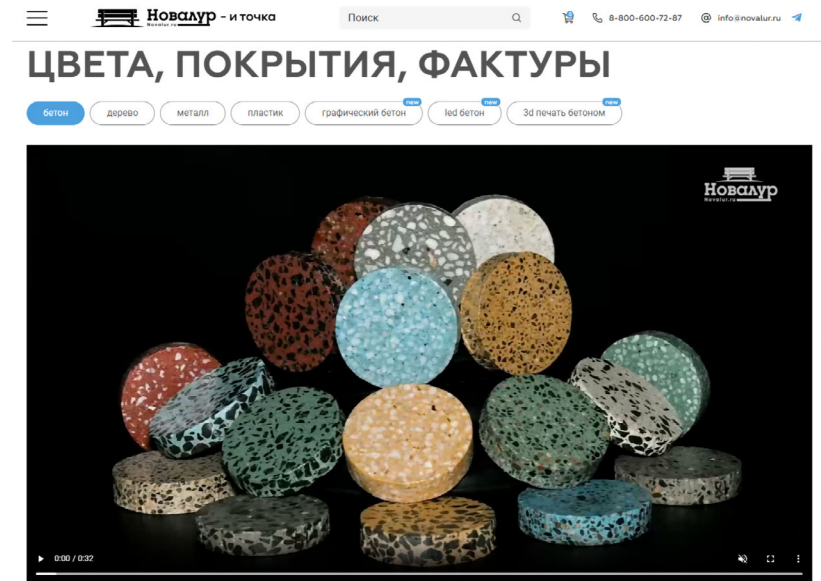 Новалур - и точка
Novalur.ru
Поиск
8-800-600-72-87
info@novalur.ru
ЦВЕТА, ПОКРЫТИЯ, ФАКТУРЫ
бетон
дерево
металл
пластик
графический бетон new
led бетон new
3d печать бетоном new
Новалур
Novalur.ru
0:00 / 0:32